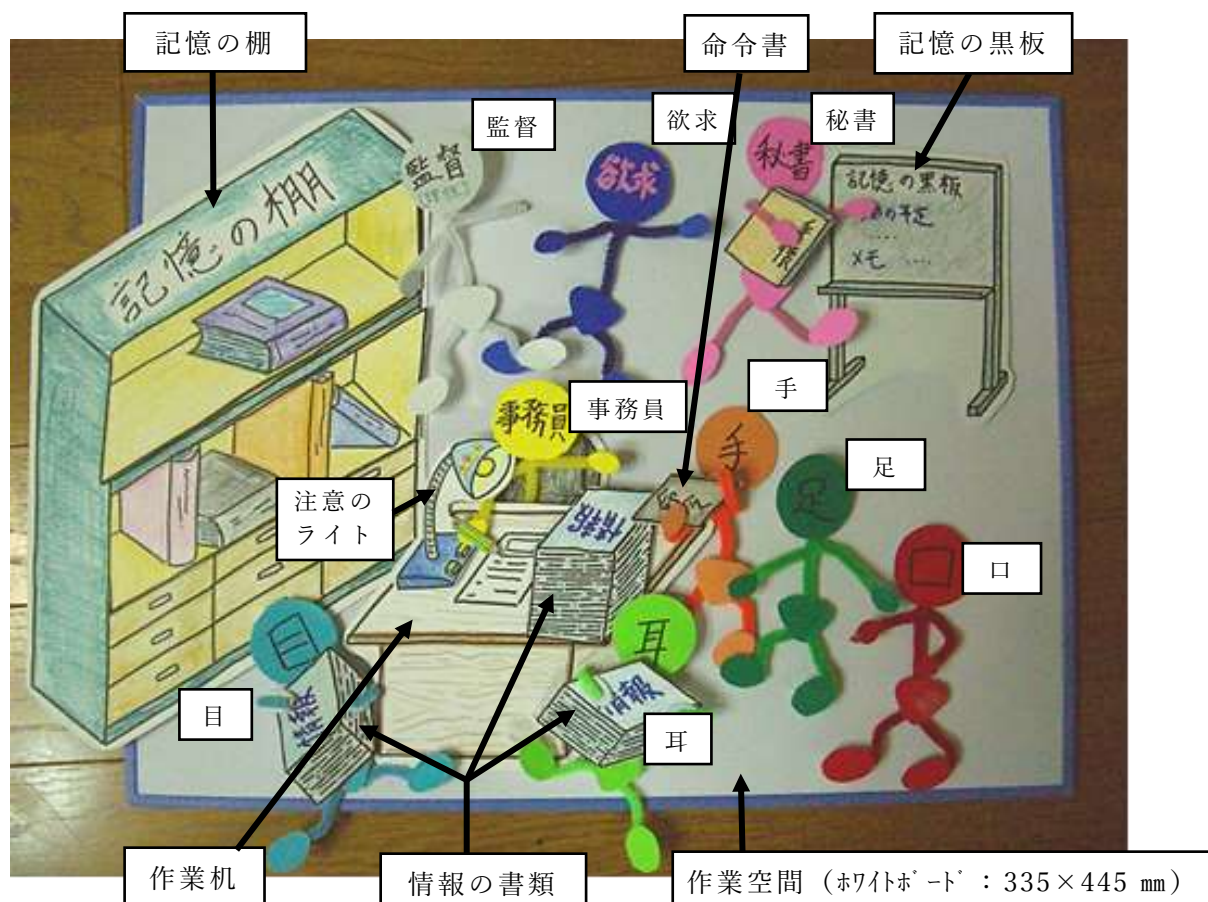 記憶の棚
命令書
記憶の黒板
監督
欲求
秘書
記憶の棚
監督
欲求
秘書
記憶の黒板
の予定
....
メモ ....
手
事務員
事務員
手
足
足
注意の
ライト
情報
口
口
目
耳
目
情報
情報
耳
作業机
情報の書類
作業空間（ﾎﾜｲﾄﾎﾞｰﾄﾞ：335×445 mm）